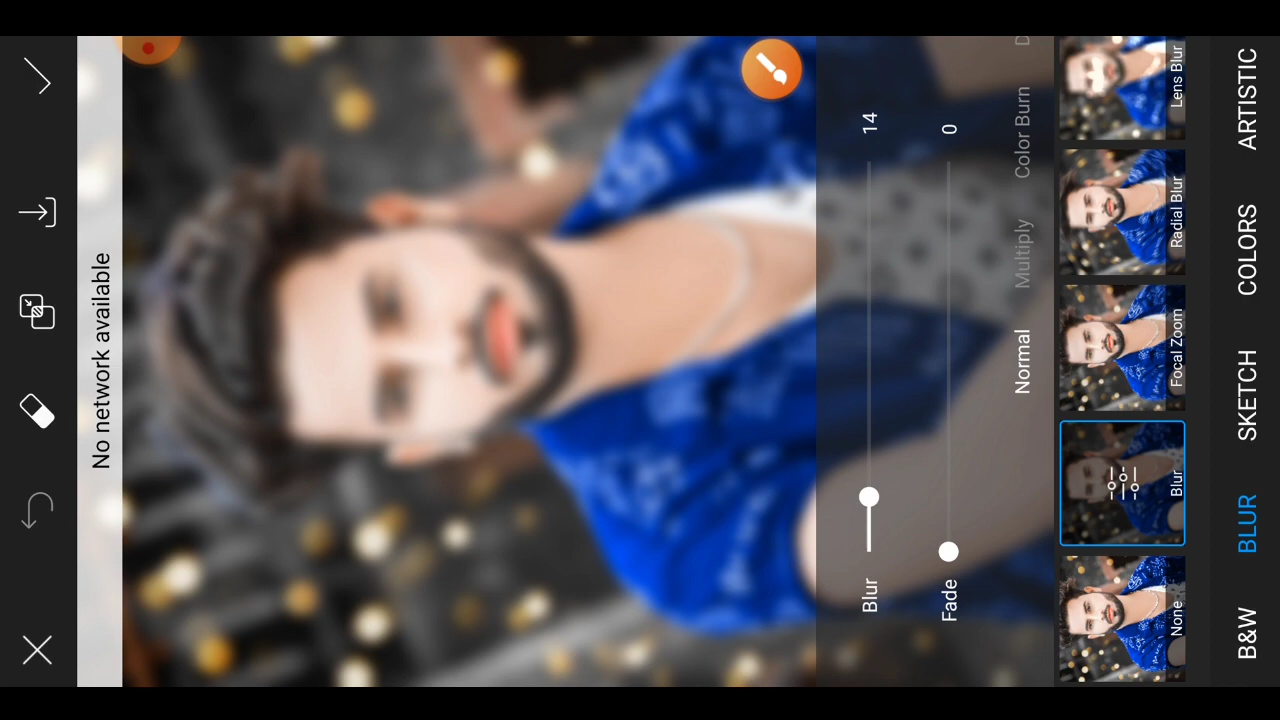 No network available
Blur 14
Fade 0
Normal Multiply Color Burn D
None Blur Focal Zoom Radial Blur Lens Blur
B&W BLUR SKETCH COLORS ARTISTIC